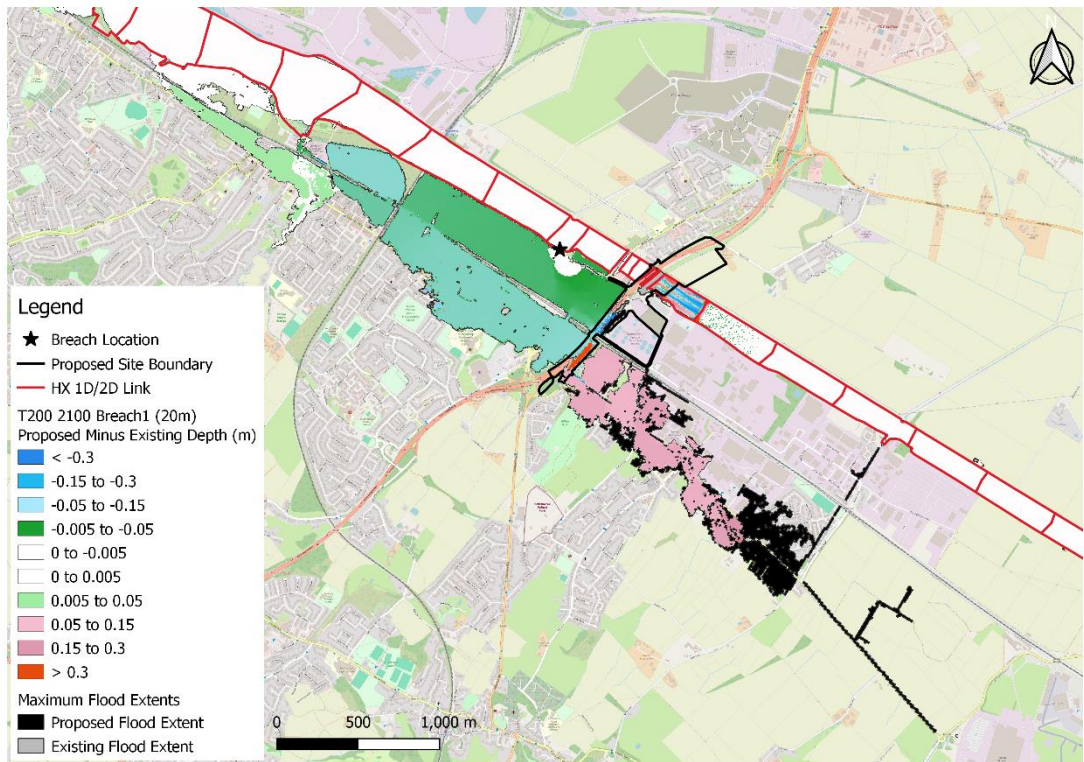 N
Legend
Breach Location
Proposed Site Boundary
HX 1D/2D Link
T200 2100 Breach1 (20m)
Proposed Minus Existing Depth (m)
< -0.3
-0.15 to -0.3
-0.05 to -0.15
-0.005 to -0.05
0 to -0.005
0 to 0.005
0.005 to 0.05
0.05 to 0.15
0.15 to 0.3
> 0.3
Maximum Flood Extents
Proposed Flood Extent
Existing Flood Extent
0 500 1,000 m